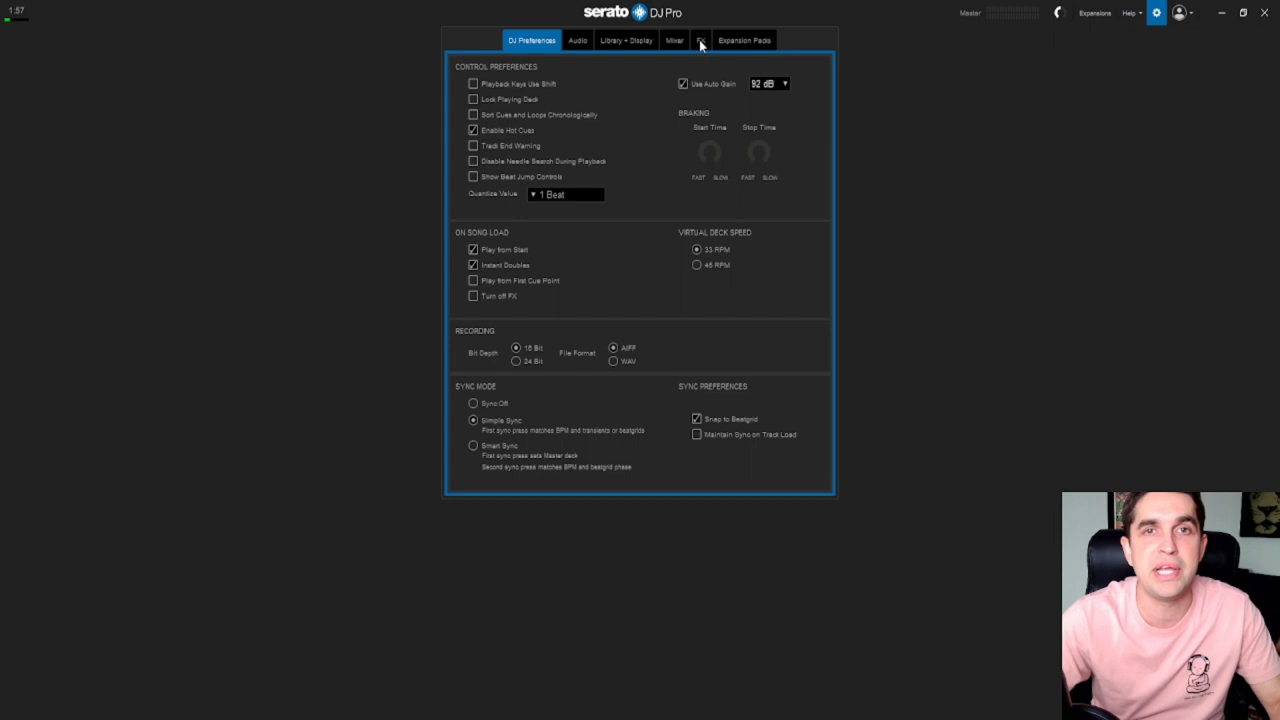 1:57
serato DJ Pro
Master
Expansions
Help
DJ Preferences
Audio
Library + Display
Mixer
FX
Expansion Packs
CONTROL PREFERENCES
Playback Keys Use Shift
Lock Playing Deck
Sort Cues and Loops Chronologically
Enable Hot Cues
Track End Warning
Disable Needle Search During Playback
Show Beat Jump Controls
Quantize Value
1 Beat
Use Auto Gain
92 dB
BRAKING
Start Time
Stop Time
FAST
SLOW
FAST
SLOW
ON SONG LOAD
Play from Start
Instant Doubles
Play from First Cue Point
Turn off FX
VIRTUAL DECK SPEED
33 RPM
45 RPM
RECORDING
Bit Depth
16 Bit
24 Bit
File Format
AIFF
WAV
SYNC MODE
Sync Off
Simple Sync
First sync press matches BPM and transients or beatgrids
Smart Sync
First sync press sets Master deck
Second sync press matches BPM and beatgrid phase
SYNC PREFERENCES
Snap to Beatgrid
Maintain Sync on Track Load